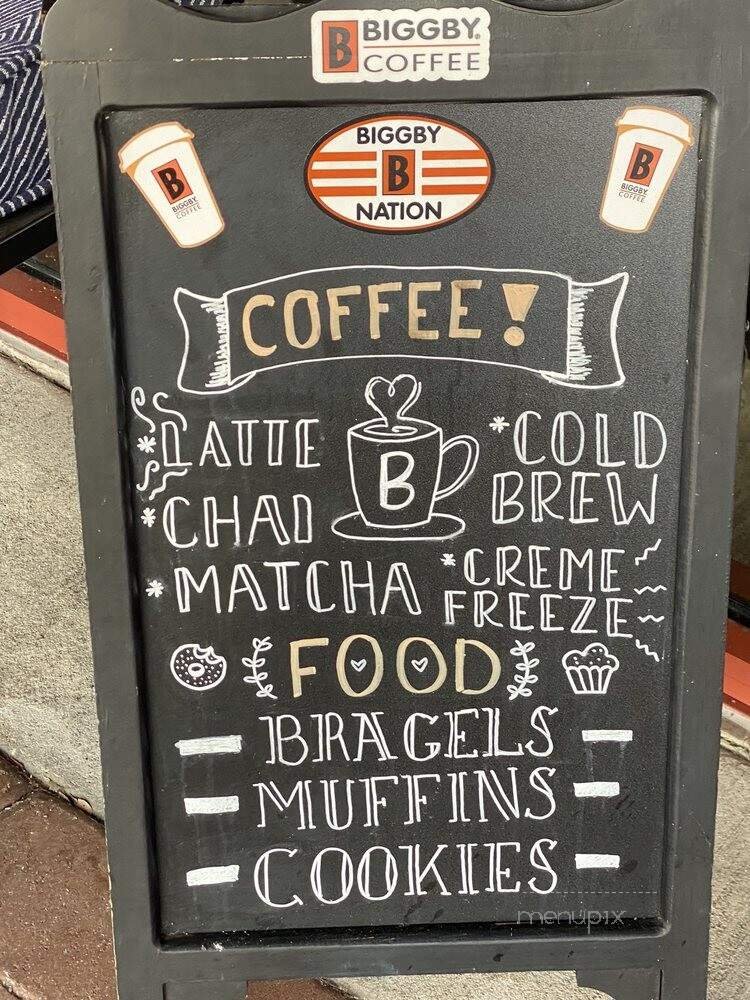 B BIGGBY®
COFFEE
BIGGBY
B
NATION
B
BIGGBY
COFFEE
B
BIGGBY
COFFEE
COFFEE!
*LATTE
*CHAI
*MATCHA
B
*COLD
BREW
*CREME
FREEZE
FOOD
- BRAGELS -
- MUFFINS -
- COOKIES -
menupix